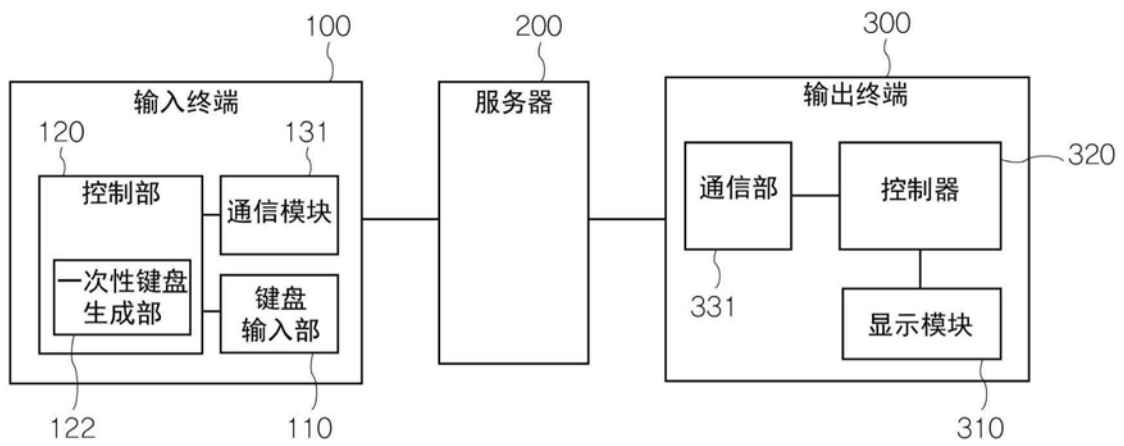 100
200
300
输入终端
服务器
输出终端
120
131
320
控制部
通信模块
通信部
控制器
一次性键盘
生成部
键盘
输入部
331
显示模块
122
110
310